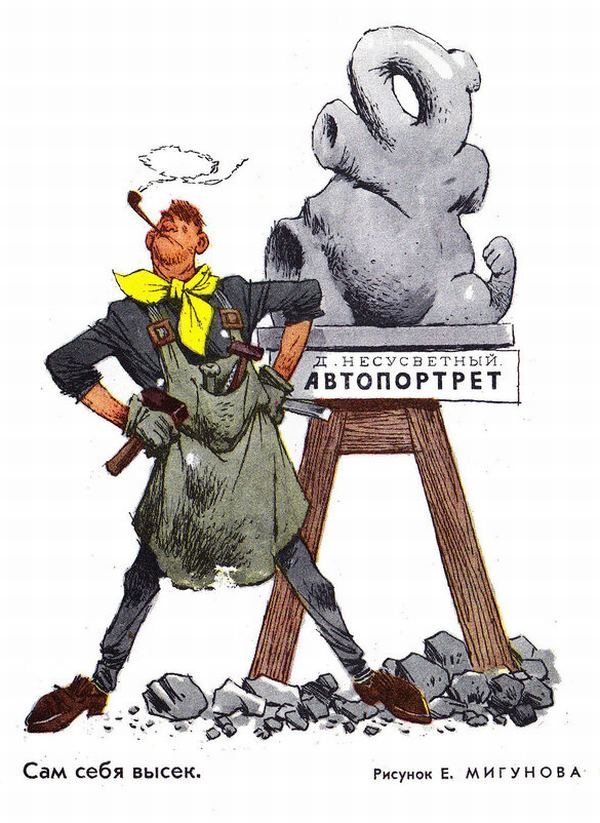 Д. НЕСУСВЕТНЫЙ.
АВТОПОРТРЕТ
Сам себя высек.
Рисунок Е. МИГУНОВА